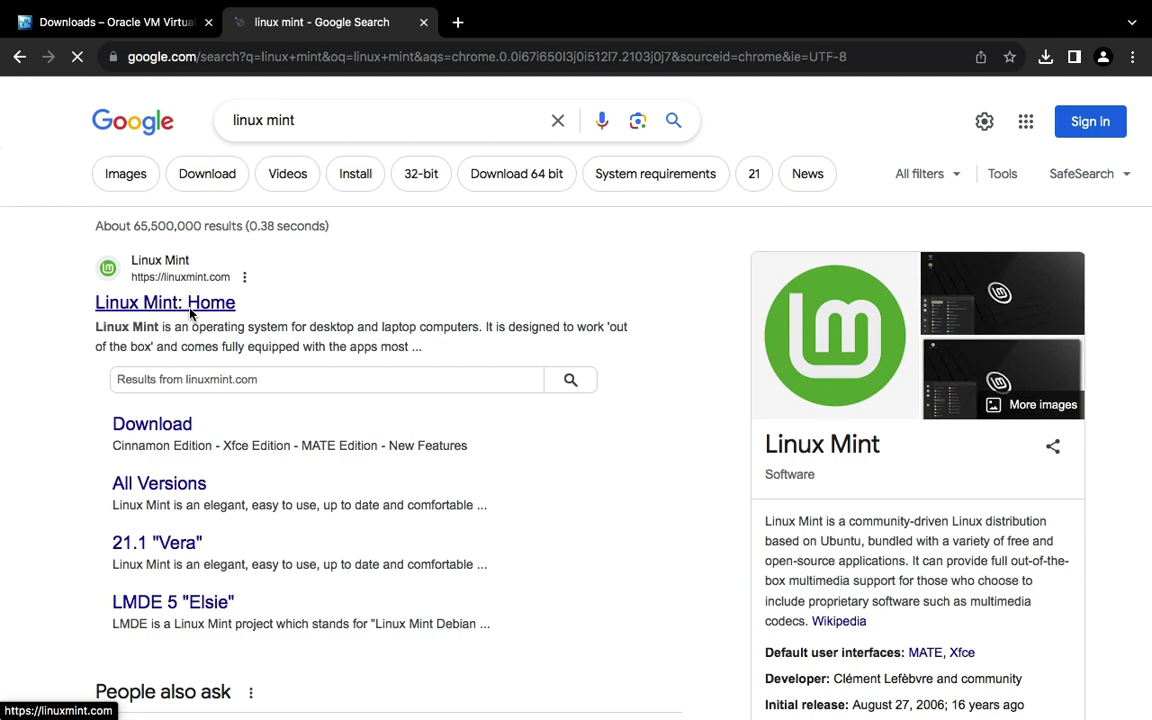 Downloads – Oracle VM Virtua
linux mint - Google Search
google.com/search?q=linux+mint&oq=linux+mint&aqs=chrome.0.0i67i650l3j0i512l7.2103j0j7&sourceid=chrome&ie=UTF-8
Google
linux mint
Sign in
Images
Download
Videos
Install
32-bit
Download 64 bit
System requirements
21
News
All filters
Tools
SafeSearch
About 65,500,000 results (0.38 seconds)
Linux Mint
https://linuxmint.com
Linux Mint: Home
Linux Mint is an operating system for desktop and laptop computers. It is designed to work 'out
of the box' and comes fully equipped with the apps most ...
Results from linuxmint.com
Download
Cinnamon Edition - Xfce Edition - MATE Edition - New Features
All Versions
Linux Mint is an elegant, easy to use, up to date and comfortable ...
21.1 "Vera"
Linux Mint is an elegant, easy to use, up to date and comfortable ...
LMDE 5 "Elsie"
LMDE is a Linux Mint project which stands for "Linux Mint Debian ...
People also ask
https://linuxmint.com
More images
Linux Mint
Software
Linux Mint is a community-driven Linux distribution
based on Ubuntu, bundled with a variety of free and
open-source applications. It can provide full out-of-the-
box multimedia support for those who choose to
include proprietary software such as multimedia
codecs. Wikipedia
Default user interfaces: MATE, Xfce
Developer: Clément Lefèbvre and community
Initial release: August 27, 2006; 16 years ago